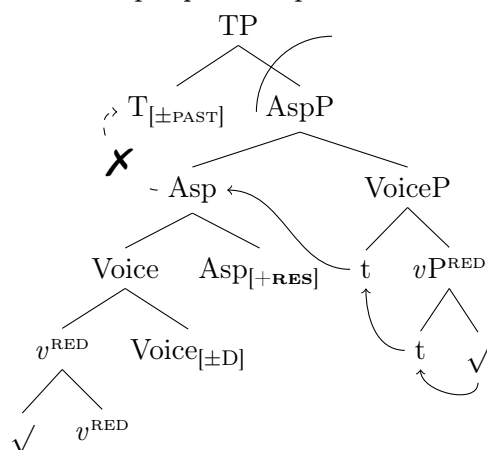 TP
T[±PAST] AspP
✗
Asp VoiceP
Voice Asp[+RES] t vP^RED
v^RED Voice[±D] t √
√ v^RED